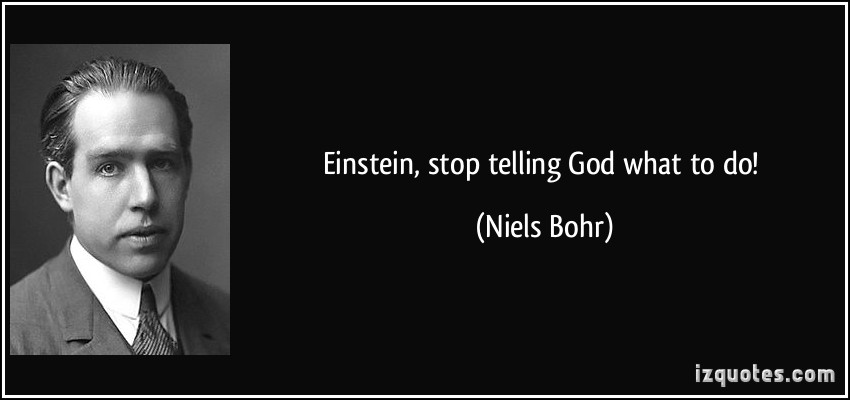 Einstein, stop telling God what to do!
(Niels Bohr)
izquotes.com